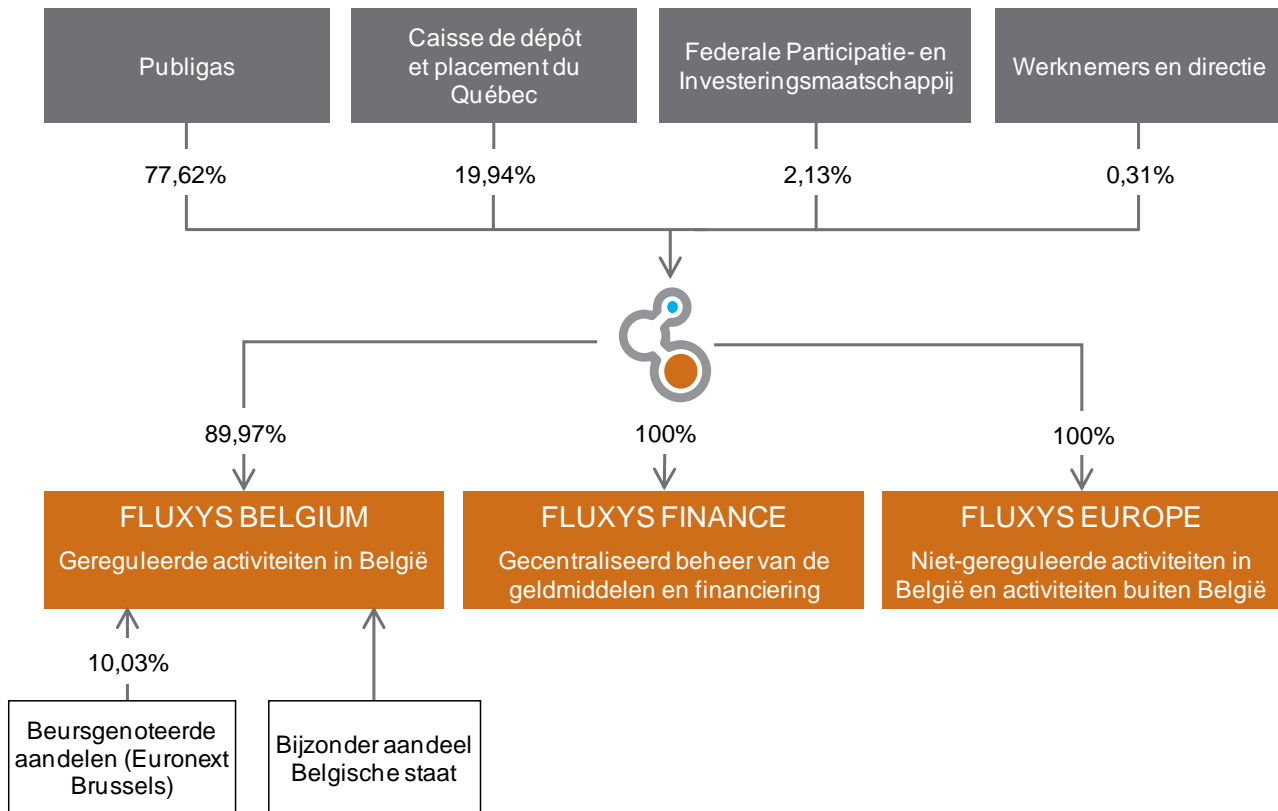 Publigas
Caisse de dépôt
et placement du
Québec
Federale Participatie- en
Investeringsmaatschappij
Werknemers en directie
77,62%
19,94%
2,13%
0,31%
89,97%
100%
100%
FLUXYS BELGIUM
Gereguleerde activiteiten in België
FLUXYS FINANCE
Gecentraliseerd beheer van de
geldmiddelen en financiering
FLUXYS EUROPE
Niet-gereguleerde activiteiten in
België en activiteiten buiten België
10,03%
Beursgenoteerde
aandelen (Euronext
Brussels)
Bijzonder aandeel
Belgische staat